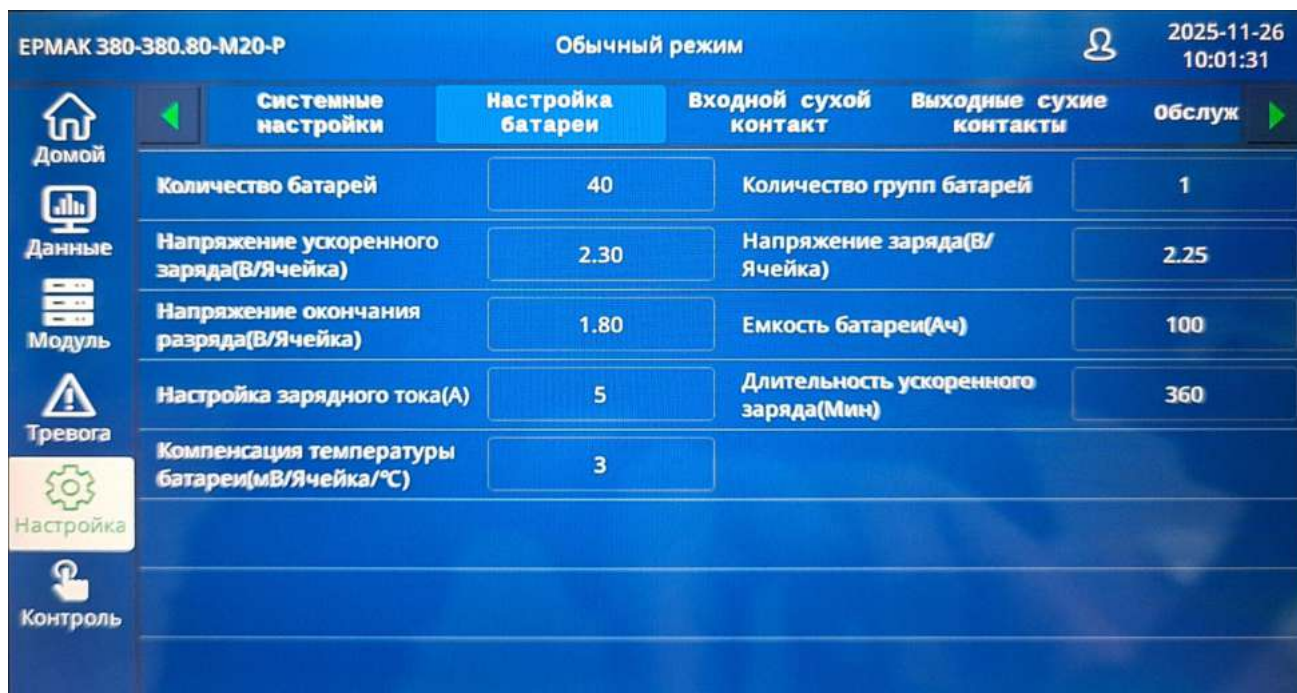 ЕРМАК 380-380.80-M20-P
Обычный режим
2025-11-26
10:01:31
Системные
настройки
Настройка
батареи
Входной сухой
контакт
Выходные сухие
контакты
Обслуж
Домой
Данные
Модуль
Тревога
Настройка
Контроль
Количество батарей
40
Количество групп батарей
1
Напряжение ускоренного
заряда(В/Ячейка)
2.30
Напряжение заряда(В/
Ячейка)
2.25
Напряжение окончания
разряда(В/Ячейка)
1.80
Емкость батареи(Ач)
100
Настройка зарядного тока(А)
5
Длительность ускоренного
заряда(Мин)
360
Компенсация температуры
батареи(мВ/Ячейка/°С)
3